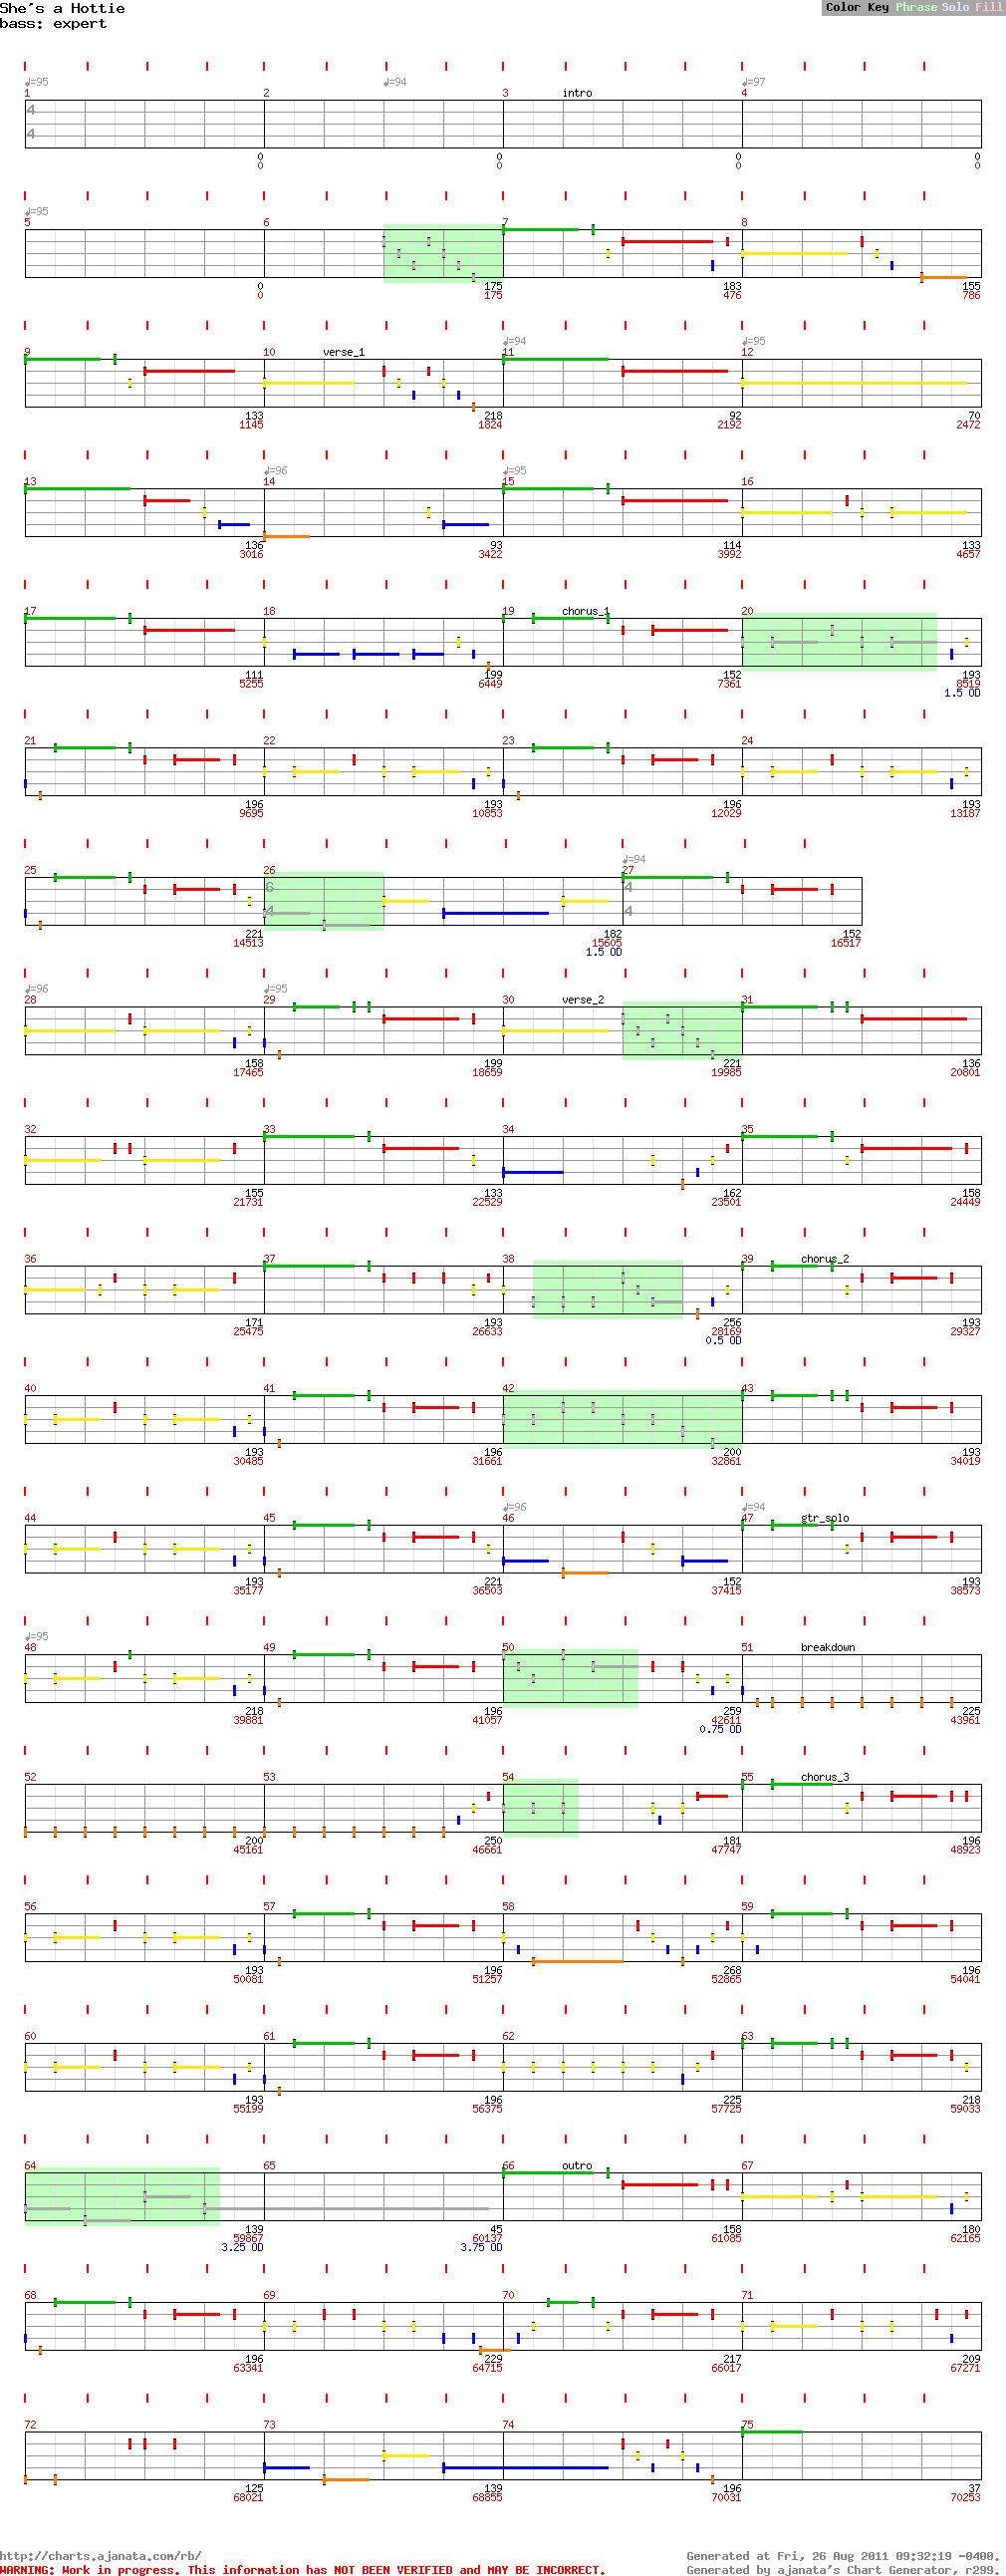 She's a Hottie
Color Key Phrase Solo Fill
bass: expert
♩=95 ♩=94 ♩=97
1 2 3 intro 4
4
4
0 0 0 0
0 0 0 0
♩=95
5 6 7 8
0 175 183 155
0 175 476 786
♩=94 ♩=95
9 10 verse_1 11 12
133 218 92 70
1145 1824 2192 2472
♩=96 ♩=95
13 14 15 16
136 93 114 133
3016 3422 3992 4657
17 18 19 chorus_1 20
111 199 152 193
5255 6449 7361 8519
1.5 OD
21 22 23 24
196 193 196 193
9695 10853 12029 13187
♩=94
25 26 27
6 4
4 4
221 182 152
14513 15605 16517
1.5 OD
♩=96 ♩=95
28 29 30 verse_2 31
158 199 221 136
17465 18659 19985 20801
32 33 34 35
155 133 162 158
21731 22529 23501 24449
36 37 38 39 chorus_2
171 193 256 193
25475 26633 28169 29327
0.5 OD
40 41 42 43
193 196 200 193
30485 31661 32861 34019
♩=96 ♩=94
44 45 46 47 gtr_solo
193 221 152 193
35177 36503 37415 38573
♩=95
48 49 50 51 breakdown
218 196 259 225
39881 41057 42611 43961
0.75 OD
52 53 54 55 chorus_3
200 250 181 196
45161 46661 47747 48923
56 57 58 59
193 196 268 196
50081 51257 52865 54041
60 61 62 63
193 196 225 218
55199 56375 57725 59033
64 65 66 outro 67
139 45 158 180
59867 60137 61085 62165
3.25 OD 3.75 OD
68 69 70 71
196 229 217 209
63341 64715 66017 67271
72 73 74 75
125 139 196 37
68021 68855 70031 70253
http://charts.ajanata.com/rb/
Generated at Fri, 26 Aug 2011 09:32:19 -0400.
WARNING: Work in progress. This information has NOT BEEN VERIFIED and MAY BE INCORRECT.
Generated by ajanata's Chart Generator, r299.